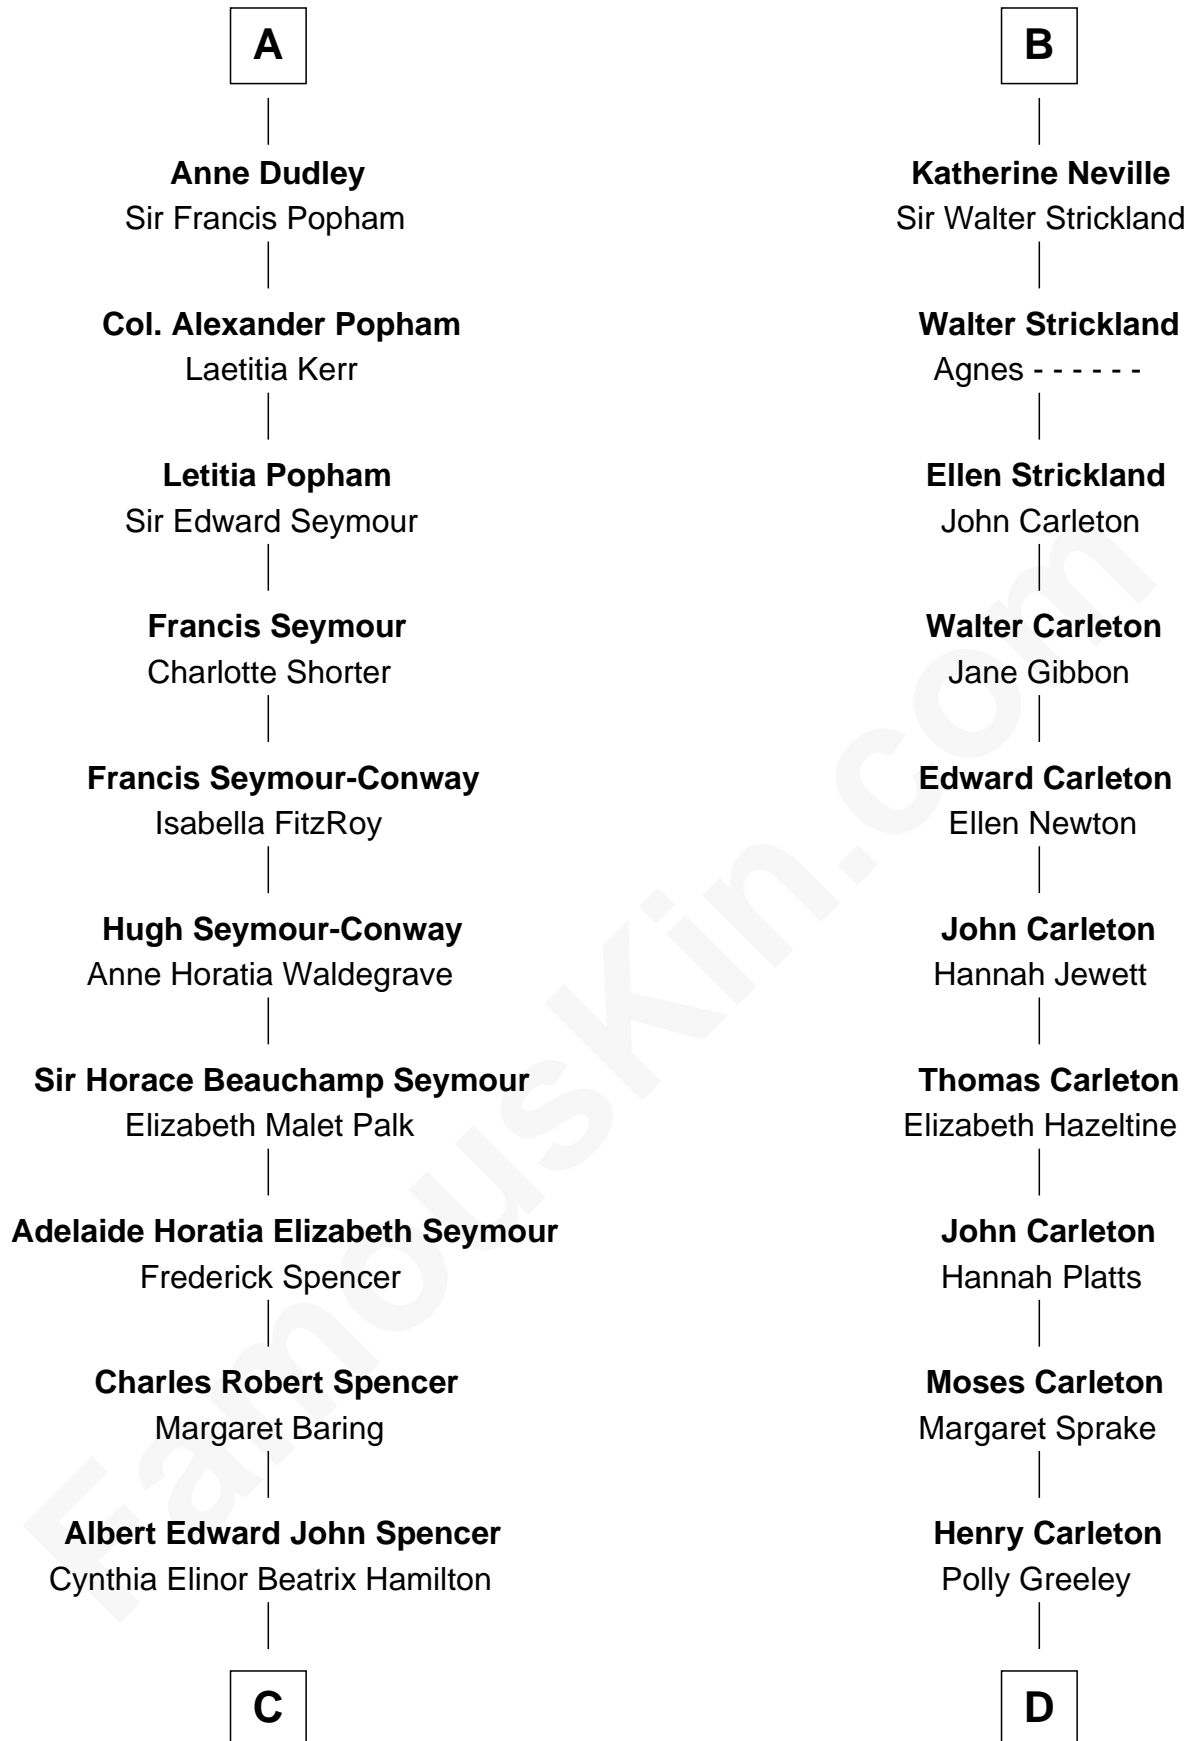 A
Anne Dudley
Sir Francis Popham
Col. Alexander Popham
Laetitia Kerr
Letitia Popham
Sir Edward Seymour
Francis Seymour
Charlotte Shorter
Francis Seymour-Conway
Isabella FitzRoy
Hugh Seymour-Conway
Anne Horatia Waldegrave
Sir Horace Beauchamp Seymour
Elizabeth Malet Palk
Adelaide Horatia Elizabeth Seymour
Frederick Spencer
Charles Robert Spencer
Margaret Baring
Albert Edward John Spencer
Cynthia Elinor Beatrix Hamilton
C
B
Katherine Neville
Sir Walter Strickland
Walter Strickland
Agnes - - - - - -
Ellen Strickland
John Carleton
Walter Carleton
Jane Gibbon
Edward Carleton
Ellen Newton
John Carleton
Hannah Jewett
Thomas Carleton
Elizabeth Hazeltine
John Carleton
Hannah Platts
Moses Carleton
Margaret Sprake
Henry Carleton
Polly Greeley
D
FamousKin.com